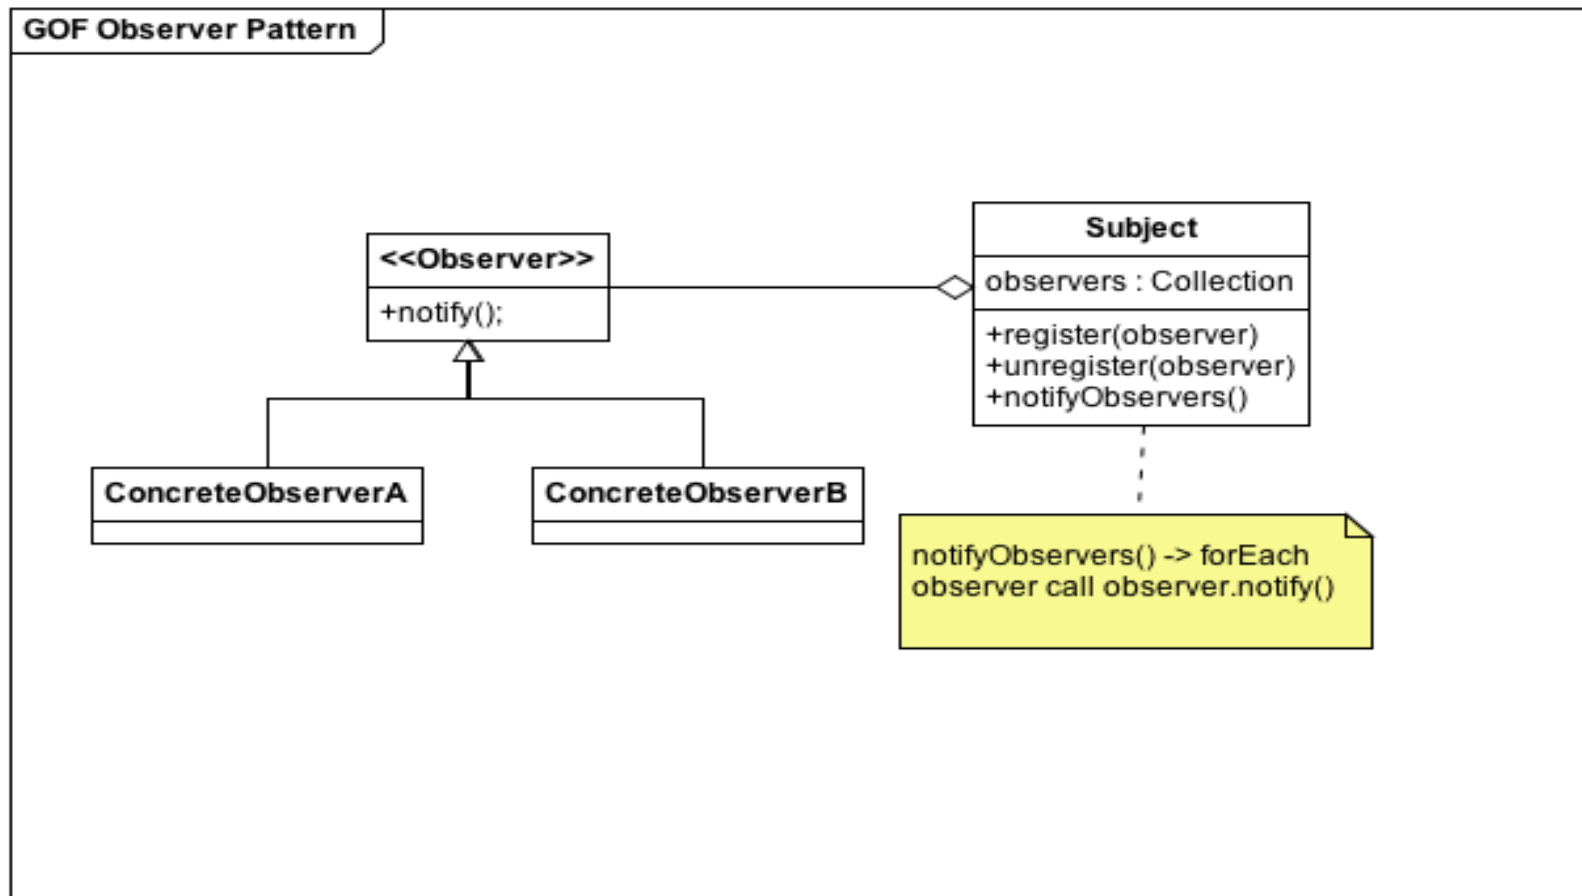 GOF Observer Pattern
<<Observer>>
+notify();
Subject
observers : Collection
+register(observer)
+unregister(observer)
+notifyObservers()
ConcreteObserverA
ConcreteObserverB
notifyObservers() -> forEach
observer call observer.notify()